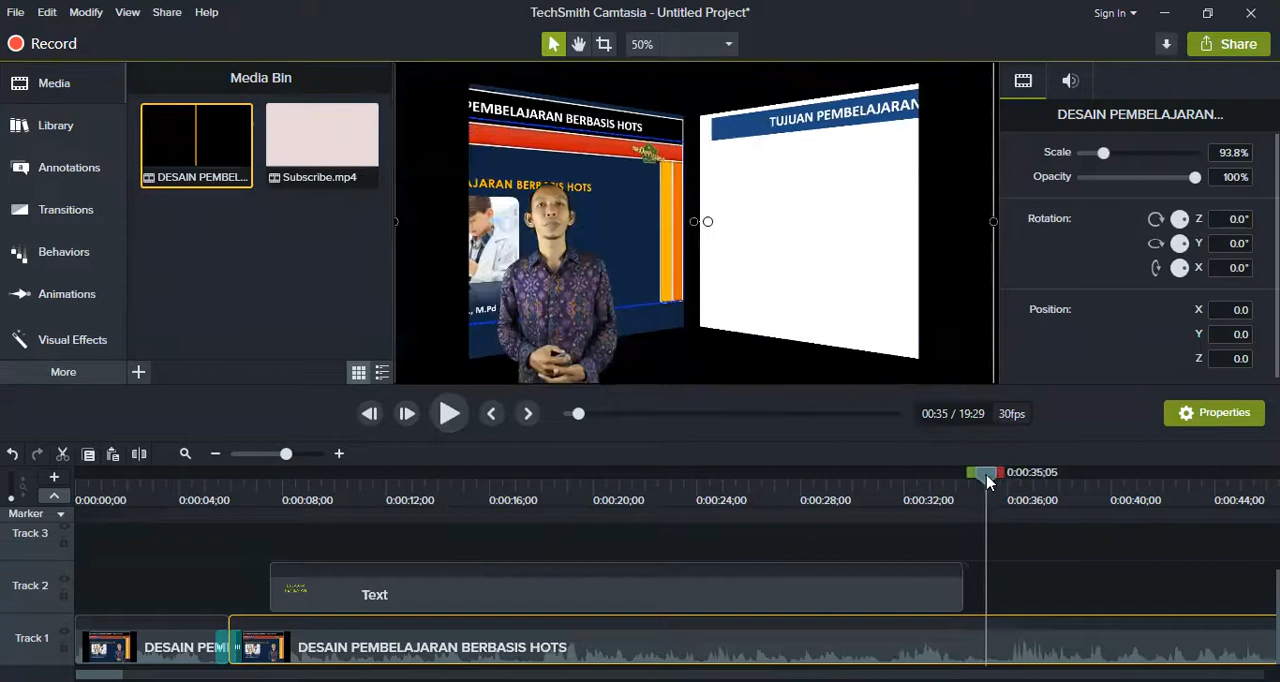 File Edit Modify View Share Help
TechSmith Camtasia - Untitled Project*
Sign In
Record
50%
Share
Media
Library
Annotations
Transitions
Behaviors
Animations
Visual Effects
More
Media Bin
DESAIN PEMBEL...
Subscribe.mp4
PEMBELAJARAN BERBASIS HOTS
AJARAN BERBASIS HOTS
, M.Pd
TUJUAN PEMBELAJARAN
DESAIN PEMBELAJARAN...
Scale 93.8%
Opacity 100%
Rotation: Z 0.0°
Y 0.0°
X 0.0°
Position: X 0.0
Y 0.0
Z 0.0
00:35 / 19:29 30fps
Properties
0:00:35;05
0:00:00;00 0:00:04;00 0:00:08;00 0:00:12;00 0:00:16;00 0:00:20;00 0:00:24;00 0:00:28;00 0:00:32;00 0:00:36;00 0:00:40;00 0:00:44;00
Marker
Track 3
Track 2
Text
Track 1
DESAIN PEM
DESAIN PEMBELAJARAN BERBASIS HOTS